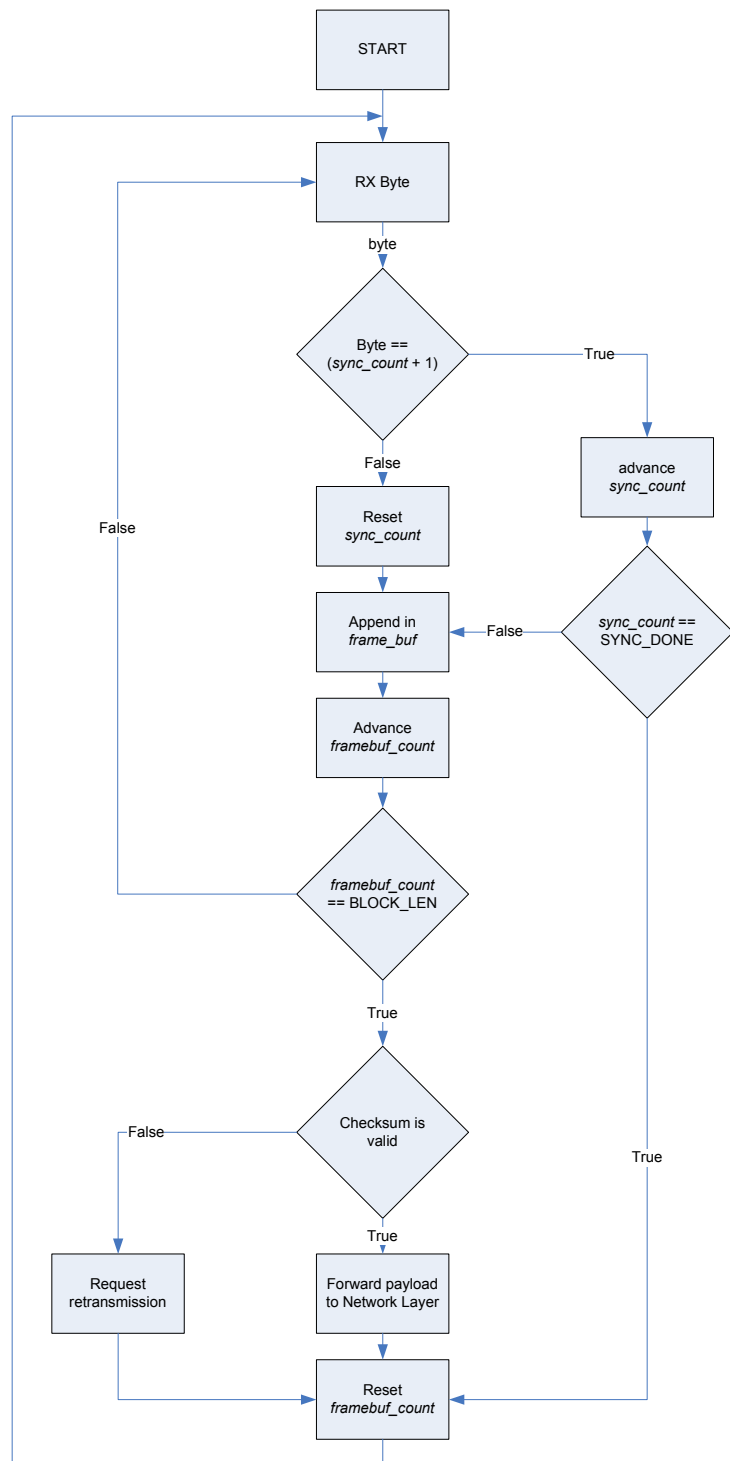 START
RX Byte
byte
Byte ==
(sync_count + 1)
True
False
advance
sync_count
Reset
sync_count
False
Append in
frame_buf
False
sync_count ==
SYNC_DONE
Advance
framebuf_count
framebuf_count
== BLOCK_LEN
True
Checksum is
valid
False
True
True
Request
retransmission
Forward payload
to Network Layer
Reset
framebuf_count